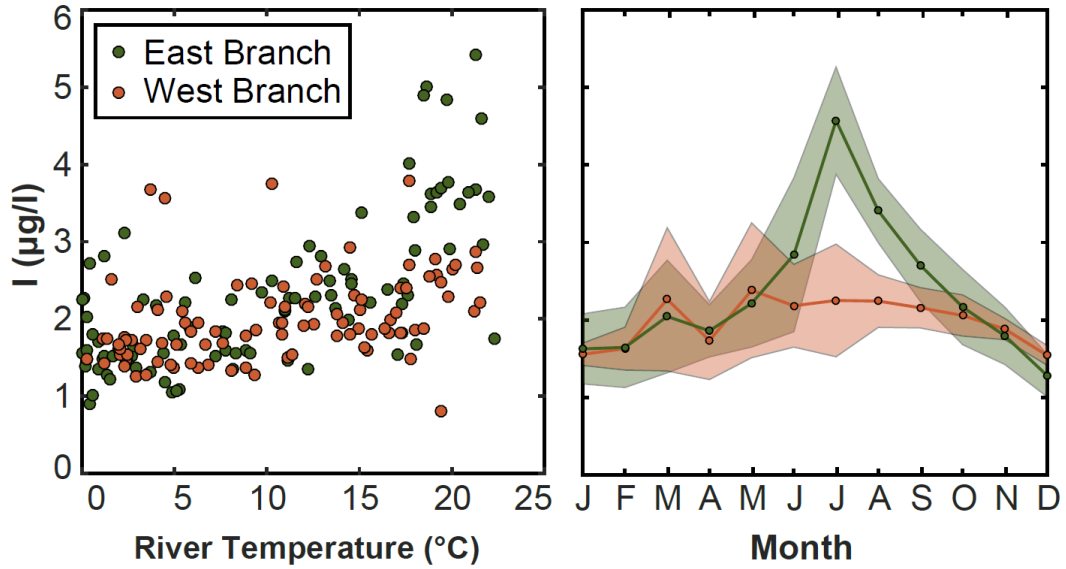 6
5
4
3
2
1
0
I (µg/l)
East Branch
West Branch
0 5 10 15 20 25
River Temperature (°C)
J F M A M J J A S O N D
Month